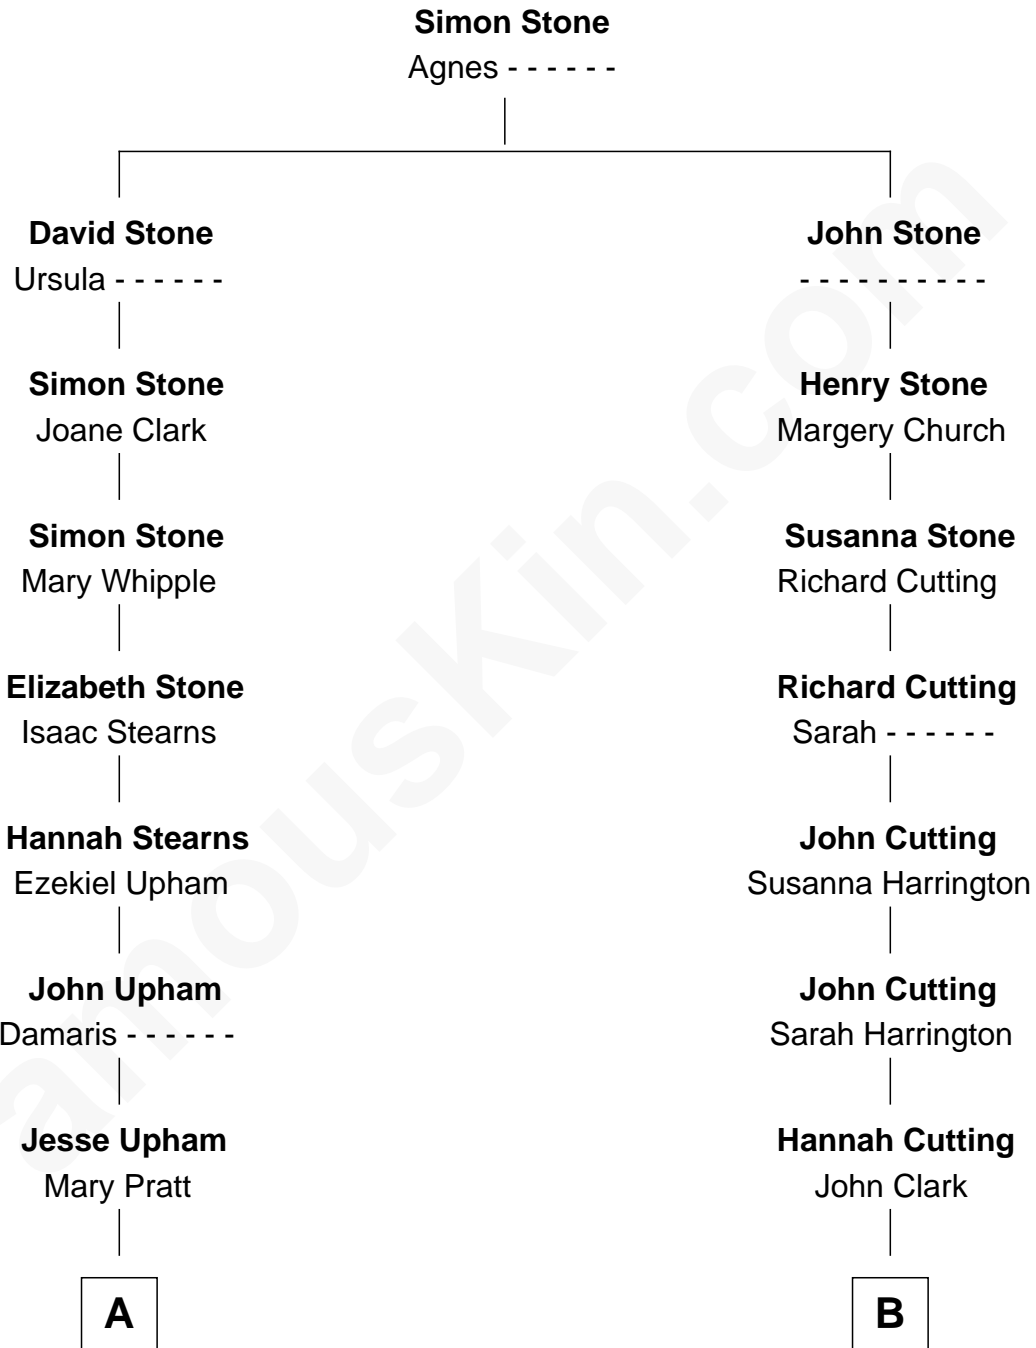 Simon Stone
Agnes - - - - - -
David Stone
Ursula - - - - - -
John Stone
- - - - - - - - - -
Simon Stone
Joane Clark
Henry Stone
Margery Church
Simon Stone
Mary Whipple
Susanna Stone
Richard Cutting
Elizabeth Stone
Isaac Stearns
Richard Cutting
Sarah - - - - - -
Hannah Stearns
Ezekiel Upham
John Cutting
Susanna Harrington
John Upham
Damaris - - - - - -
John Cutting
Sarah Harrington
Jesse Upham
Mary Pratt
Hannah Cutting
John Clark
A
B
amouskin.com